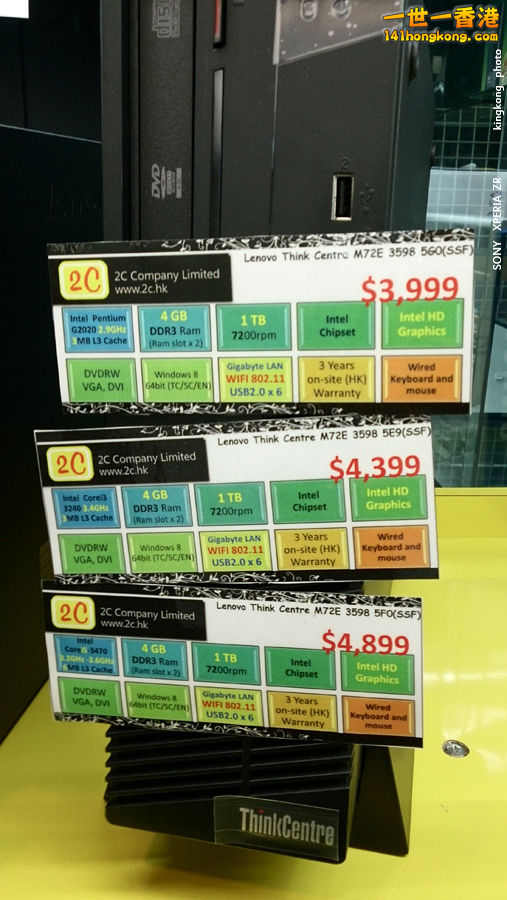 一世一香港
141hongkong.com
SONY XPERIA ZR kingkong photo
lenovo
DVD
2
Lenovo Think Centre M72E 3598 5G0(SSF)
2C
2C Company Limited
www.2c.hk
$3,999
Intel Pentium
G2020 2.9GHz
3MB L3 Cache
4 GB
DDR3 Ram
(Ram slot x 2)
1 TB
7200rpm
Intel
Chipset
Intel HD
Graphics
DVDRW
VGA, DVI
Windows 8
64bit (TC/SC/EN)
Gigabyte LAN
WIFI 802.11
USB2.0 x 6
3 Years
on-site (HK)
Warranty
Wired
Keyboard and
mouse
Lenovo Think Centre M72E 3598 5E9(SSF)
2C
2C Company Limited
www.2c.hk
$4,399
Intel Corei3
3240 3.4GHz
3MB L3 Cache
4 GB
DDR3 Ram
(Ram slot x 2)
1 TB
7200rpm
Intel
Chipset
Intel HD
Graphics
DVDRW
VGA, DVI
Windows 8
64bit (TC/SC/EN)
Gigabyte LAN
WIFI 802.11
USB2.0 x 6
3 Years
on-site (HK)
Warranty
Wired
Keyboard and
mouse
Lenovo Think Centre M72E 3598 5F0(SSF)
2C
2C Company Limited
www.2c.hk
$4,899
Intel
Corei5-3470
3.2GHz -3.6GHz
L3 Cache
4 GB
DDR3 Ram
(Ram slot x 2)
1 TB
7200rpm
Intel
Chipset
Intel HD
Graphics
DVDRW
VGA, DVI
Windows 8
64bit (TC/SC/EN)
Gigabyte LAN
WIFI 802.11
USB2.0 x 6
3 Years
on-site (HK)
Warranty
Wired
Keyboard and
mouse
ThinkCentre